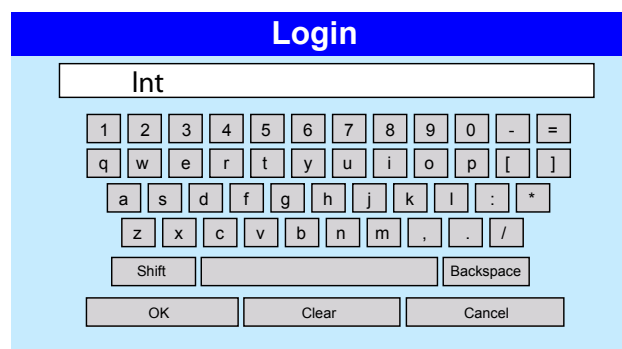 Login
Int
1 2 3 4 5 6 7 8 9 0 - =
q w e r t y u i o p [ ]
a s d f g h j k l : *
z x c v b n m , . /
Shift Backspace
OK Clear Cancel